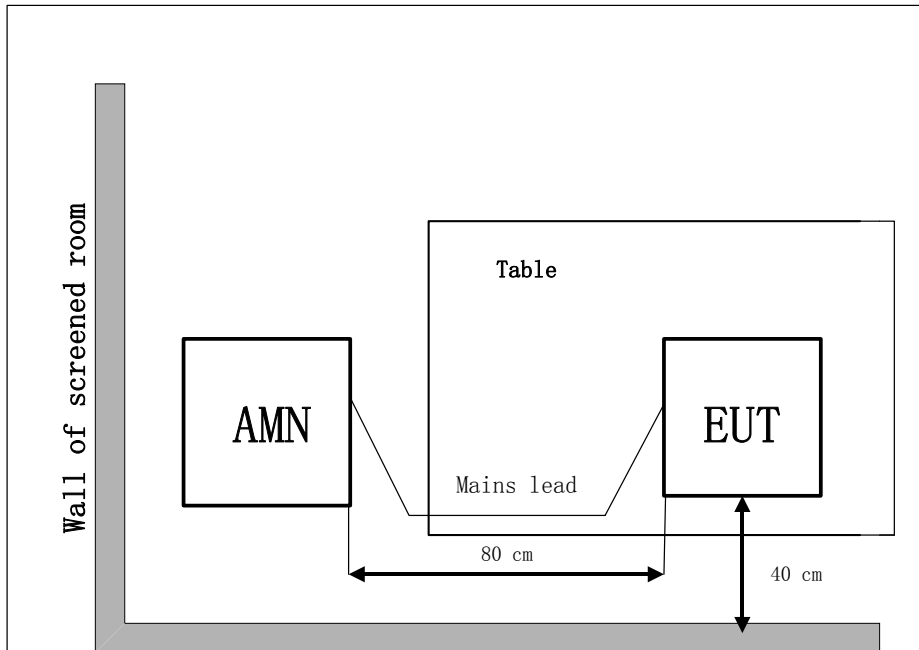 Wall of screened room
Table
AMN
EUT
Mains lead
80 cm
40 cm